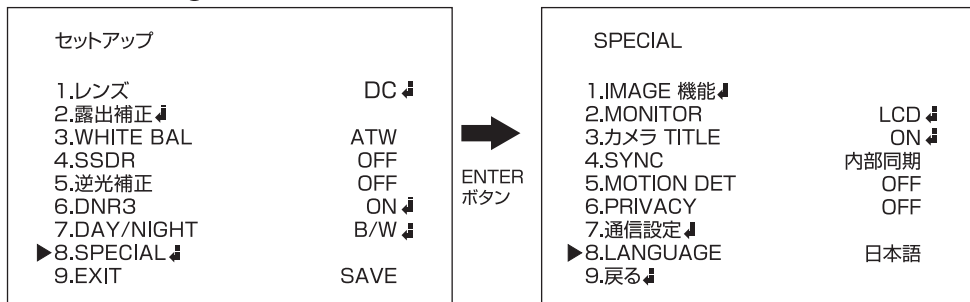 セットアップ
1.レンズ DC↲
2.露出補正↲
3.WHITE BAL ATW
4.SSDR OFF
5.逆光補正 OFF
6.DNR3 ON↲
7.DAY/NIGHT B/W↲
▶8.SPECIAL↲
9.EXIT SAVE
ENTER
ボタン
SPECIAL
1.IMAGE 機能↲
2.MONITOR LCD↲
3.カメラ TITLE ON↲
4.SYNC 内部同期
5.MOTION DET OFF
6.PRIVACY OFF
7.通信設定↲
▶8.LANGUAGE 日本語
9.戻る↲